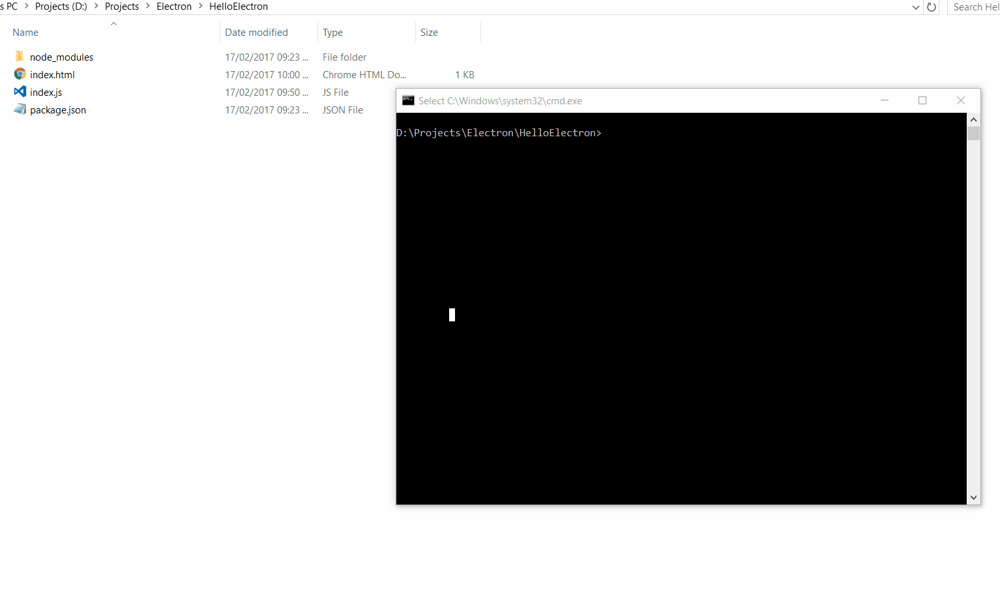 s PC > Projects (D:) > Projects > Electron > HelloElectron
Search Hel
Name Date modified Type Size
node_modules 17/02/2017 09:23 ... File folder
index.html 17/02/2017 10:00 ... Chrome HTML Do... 1 KB
index.js 17/02/2017 09:50 ... JS File
package.json 17/02/2017 09:23 ... JSON File
Select C:\Windows\system32\cmd.exe
D:\Projects\Electron\HelloElectron>